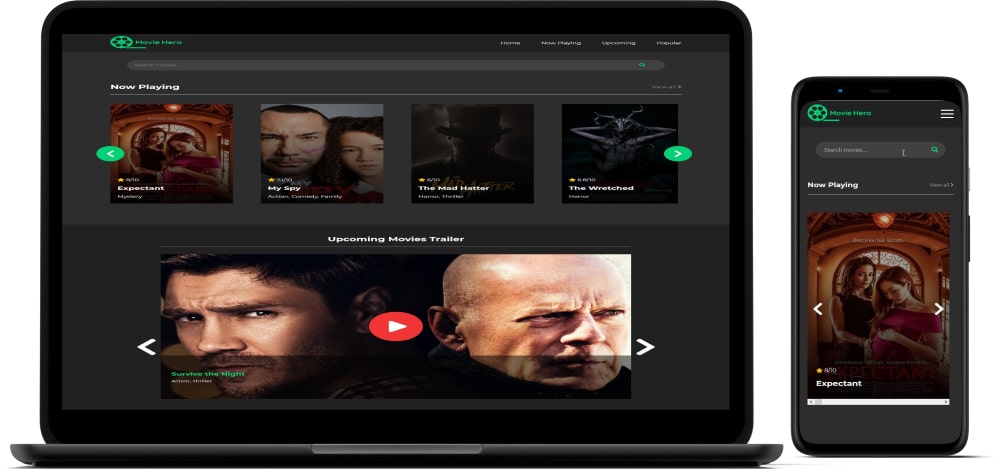 Movie Hero
Home
Now Playing
Upcoming
Popular
Search movies...
Now Playing
View all
8/10
Expectant
Mystery
7.1/10
My Spy
Action, Comedy, Family
6/10
The Mad Hatter
Horror, Thriller
6.8/10
The Wretched
Horror
Upcoming Movies Trailer
Survive the Night
Action, Thriller
Movie Hero
Search movies...
Now Playing
View all
Everyone has secrets
EXPECTANT
8/10
Expectant